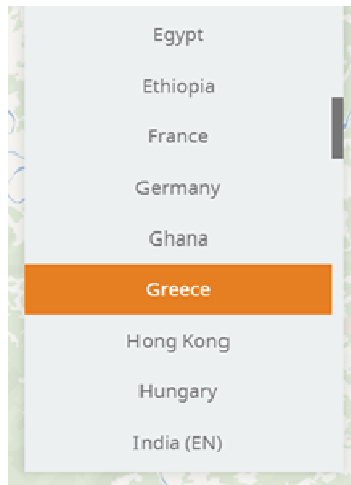 Egypt
Ethiopia
France
Germany
Ghana
Greece
Hong Kong
Hungary
India (EN)